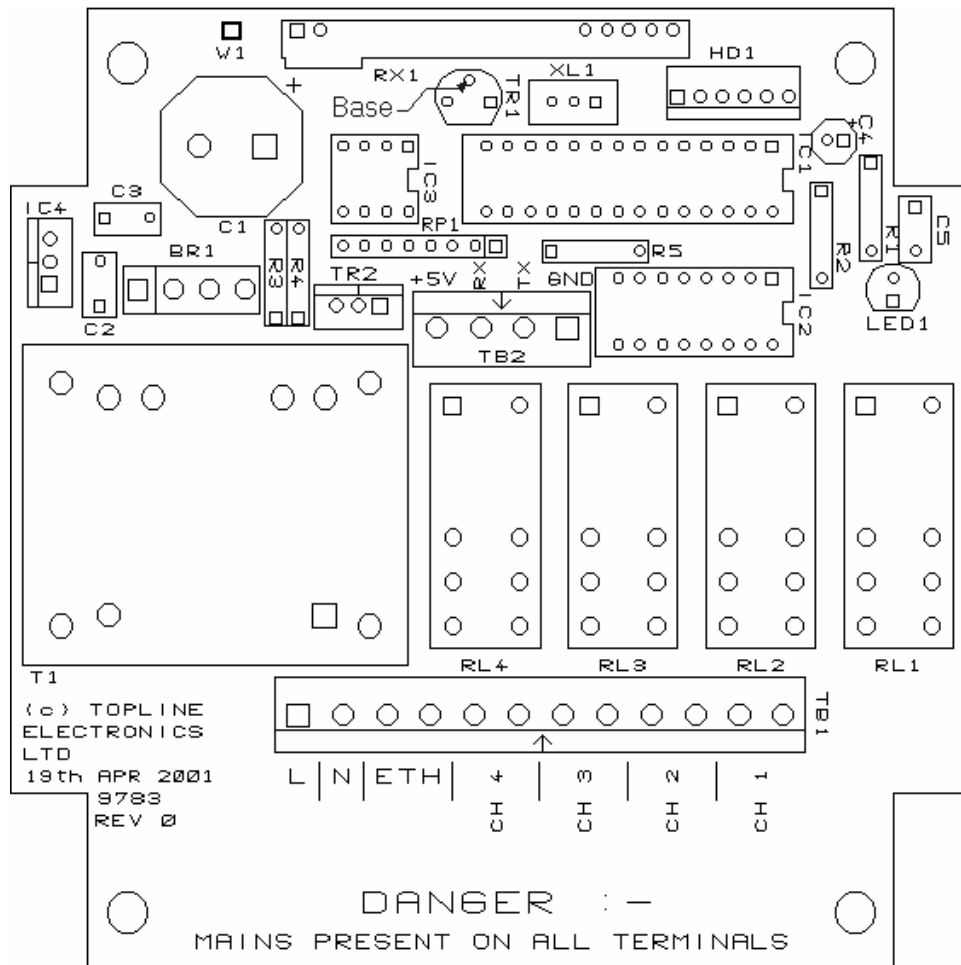 W1
RX1
TR1
XL1
HD1
Base
C4
IC1
IC3
C3
IC4
C1
RP1
R5
R2
R1
C5
BR1
R3
R4
TR2
+5V
RX
TX
GND
IC2
LED1
C2
TB2
T1
RL4
RL3
RL2
RL1
TB1
(c) TOPLINE
ELECTRONICS
LTD
19th APR 2001
9783
REV 0
L
N
ETH
CH 4
CH 3
CH 2
CH 1
DANGER :-
MAINS PRESENT ON ALL TERMINALS